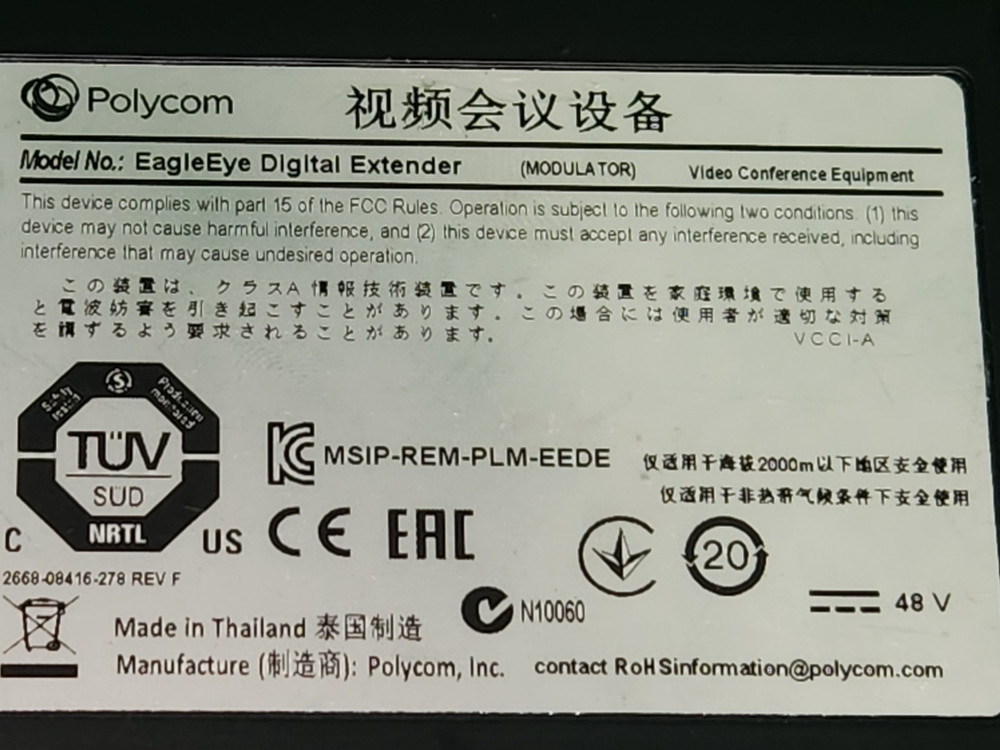 Polycom 视频会议设备
Model No.: EagleEye Digital Extender (MODULATOR) Video Conference Equipment
This device complies with part 15 of the FCC Rules. Operation is subject to the following two conditions. (1) this
device may not cause harmful interference, and (2) this device must accept any interference received, including
interference that may cause undesired operation.
この装置は、クラスA情報技術装置です。この装置を家庭環境で使用する
と電波妨害を引き起こすことがあります。この場合には使用者が適切な対策
を講ずるよう要求されることがあります。
VCCI-A
Safety tested
S
Production monitored
TÜV
SÜD
NRTL
C US
MSIP-REM-PLM-EEDE
仅适用于海拔2000m以下地区安全使用
仅适用于非热带气候条件下安全使用
CE EAC
20
2668-08416-278 REV F
N10060
48 V
Made in Thailand 泰国制造
Manufacture (制造商): Polycom, Inc. contact RoHSinformation@polycom.com